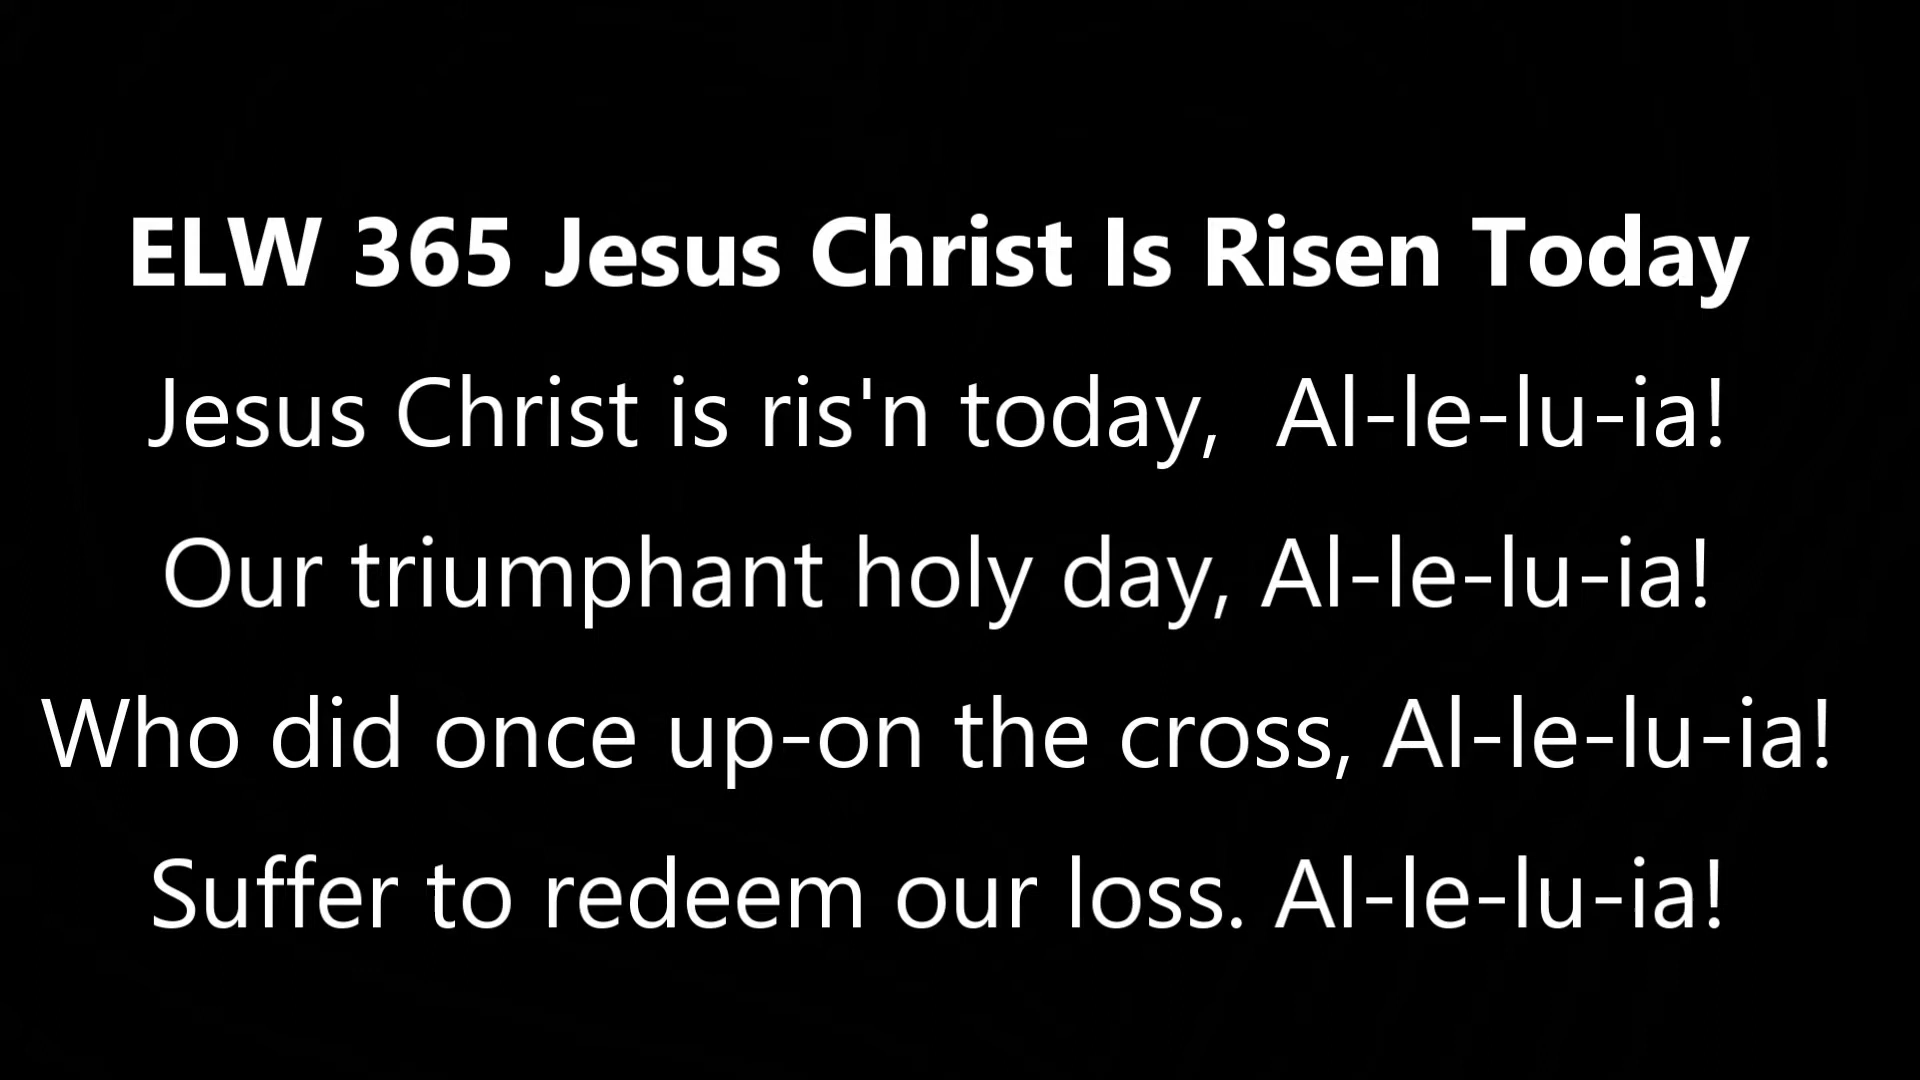 ELW 365 Jesus Christ Is Risen Today
Jesus Christ is ris'n today,  Al-le-lu-ia!
Our triumphant holy day, Al-le-lu-ia!
Who did once up-on the cross, Al-le-lu-ia!
Suffer to redeem our loss. Al-le-lu-ia!